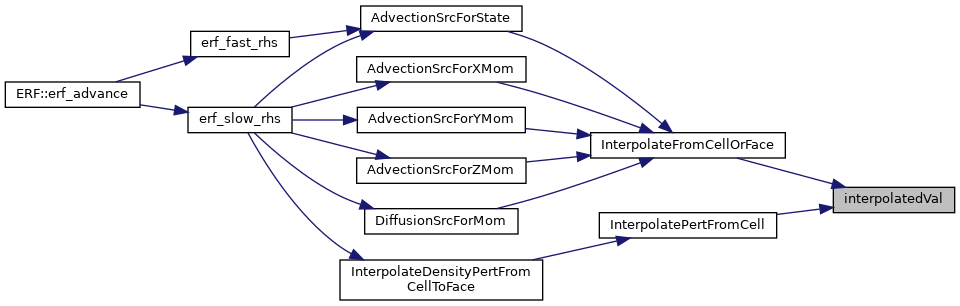 AdvectionSrcForState
erf_fast_rhs
AdvectionSrcForXMom
ERF::erf_advance
erf_slow_rhs
AdvectionSrcForYMom
InterpolateFromCellOrFace
AdvectionSrcForZMom
interpolatedVal
DiffusionSrcForMom
InterpolatePertFromCell
InterpolateDensityPertFrom
CellToFace